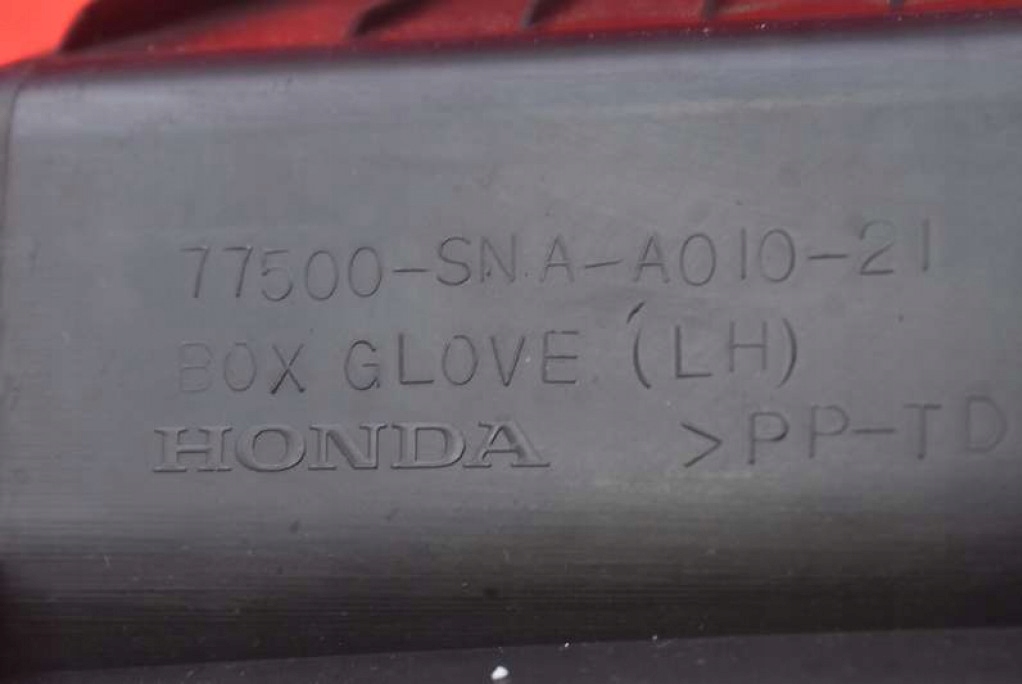 77500-SNA-A010-21
BOX GLOVE (LH)
HONDA >PP-TD